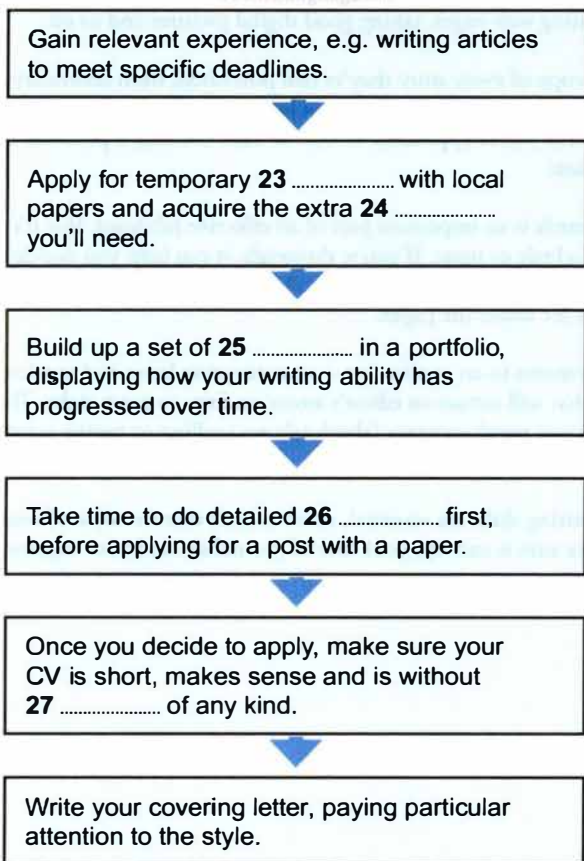 Gain relevant experience, e.g. writing articles
to meet specific deadlines.
Apply for temporary 23 .................... with local
papers and acquire the extra 24 ....................
you'll need.
Build up a set of 25 .................... in a portfolio,
displaying how your writing ability has
progressed over time.
Take time to do detailed 26 .................... first,
before applying for a post with a paper.
Once you decide to apply, make sure your
CV is short, makes sense and is without
27 .................... of any kind.
Write your covering letter, paying particular
attention to the style.